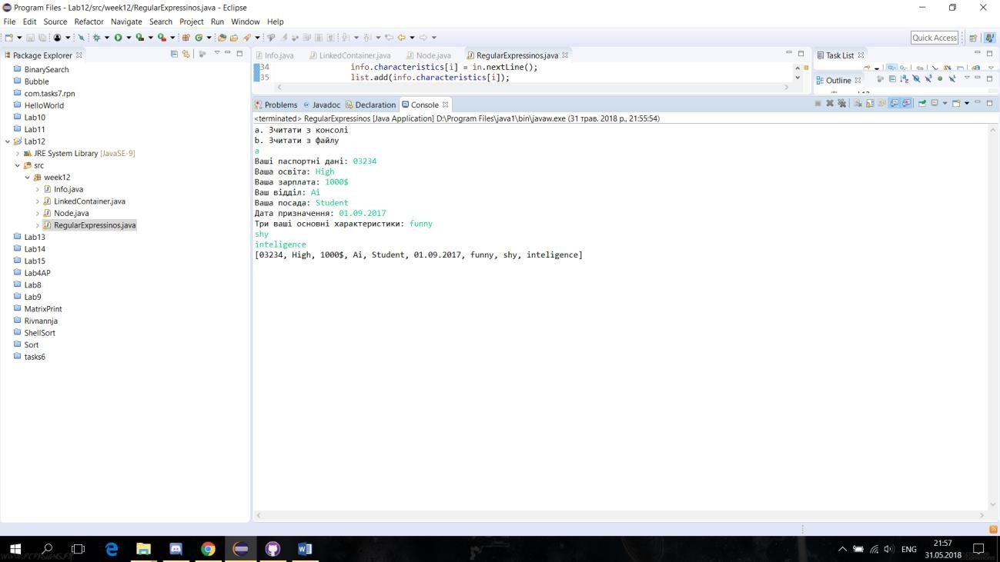 Program Files - Lab12/src/week12/RegularExpressinos.java - Eclipse
File Edit Source Refactor Navigate Search Project Run Window Help
Quick Access
Package Explorer
BinarySearch
Bubble
com.tasks7.rpn
HelloWorld
Lab10
Lab11
Lab12
JRE System Library [JavaSE-9]
src
week12
Info.java
LinkedContainer.java
Node.java
RegularExpressinos.java
Lab13
Lab14
Lab15
Lab4AP
Lab8
Lab9
MatrixPrint
Rivnannja
ShellSort
Sort
tasks6
Info.java LinkedContainer.java Node.java RegularExpressinos.java
34 info.characteristics[i] = in.nextLine();
35 list.add(info.characteristics[i]);
Task List
Outline
Problems Javadoc Declaration Console
<terminated> RegularExpressinos [Java Application] D:\Program Files\java1\bin\javaw.exe (31 трав. 2018 р., 21:55:54)
a. Зчитати з консолі
b. Зчитати з файлу
a
Ваші паспортні дані: 03234
Ваша освіта: High
Ваша зарплата: 1000$
Ваш відділ: Ai
Ваша посада: Student
Дата призначення: 01.09.2017
Три ваші основні характеристики: funny
shy
inteligence
[03234, High, 1000$, Ai, Student, 01.09.2017, funny, shy, inteligence]
ENG
21:57
31.05.2018